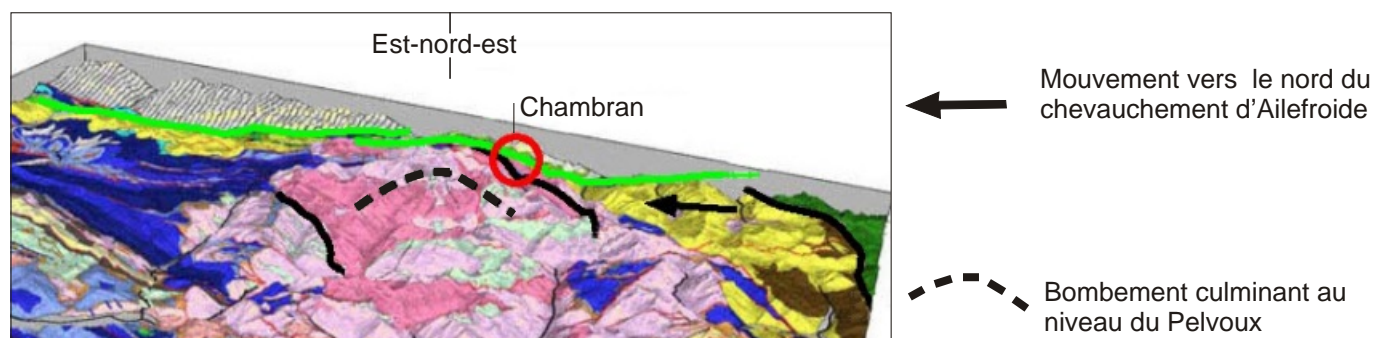 Est-nord-est
Chambran
Mouvement vers le nord du
chevauchement d'Ailefroide
Bombement culminant au
niveau du Pelvoux